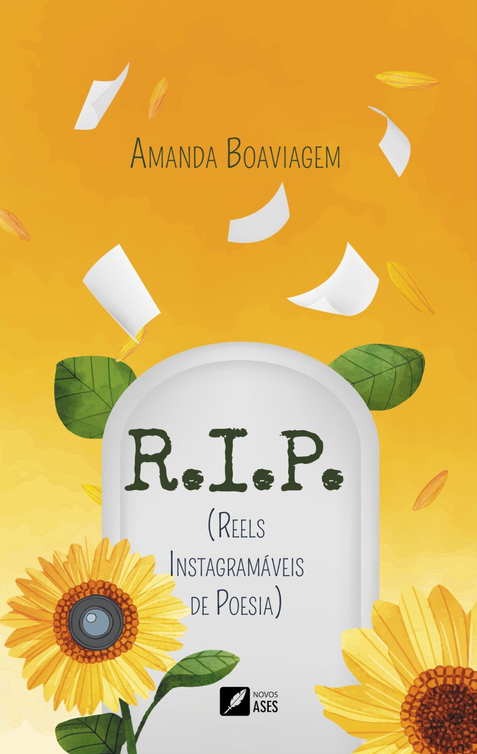 Amanda Boaviagem
R.I.P.
(Reels
Instagramáveis
de Poesia)
NOVOS
ASES